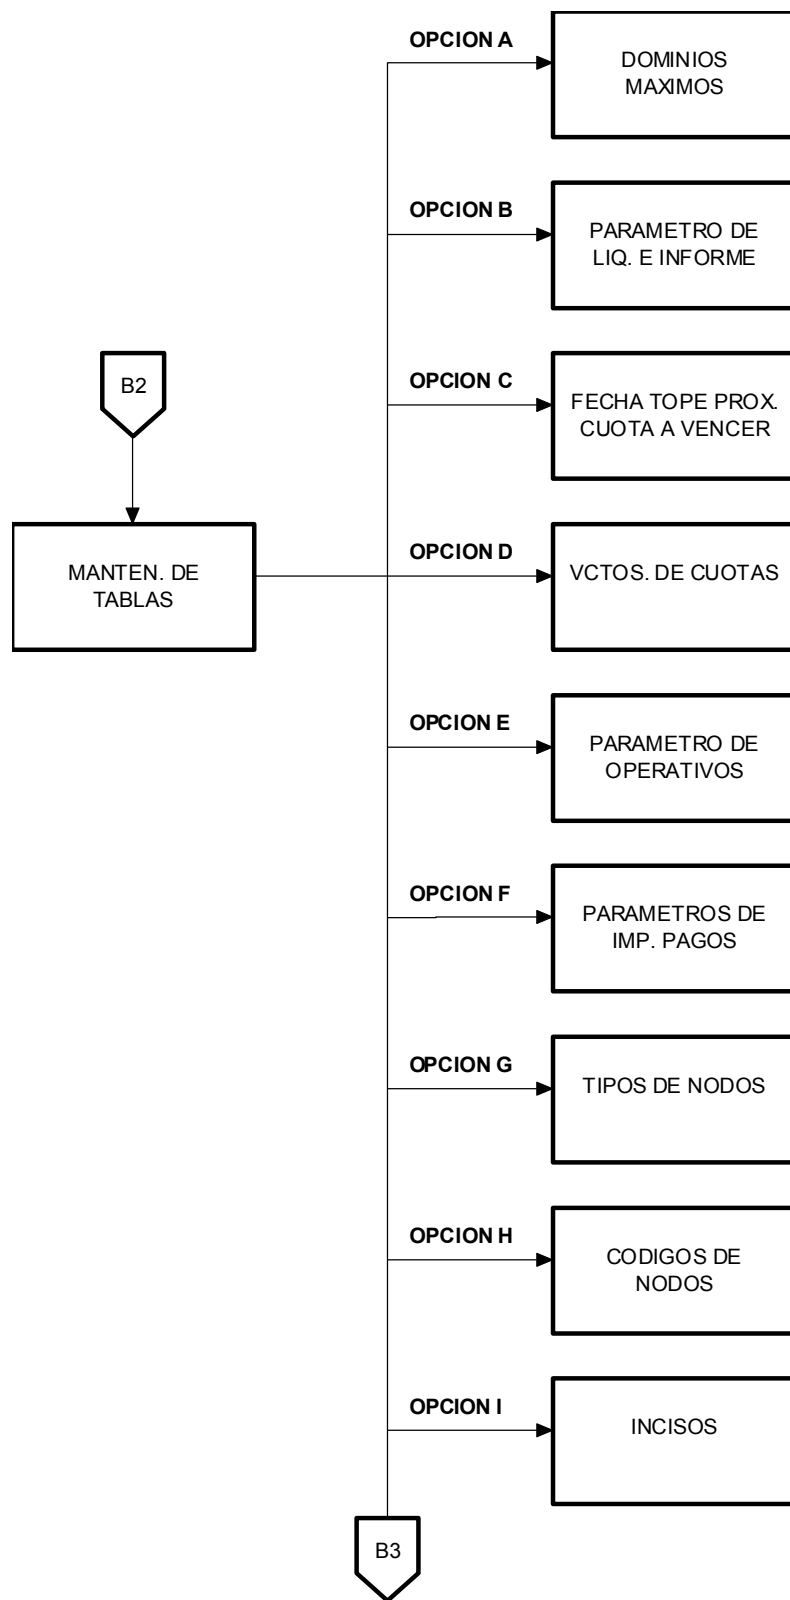 OPCION A
DOMINIOS
MAXIMOS
OPCION B
PARAMETRO DE
LIQ. E INFORME
B2
OPCION C
FECHA TOPE PROX.
CUOTA A VENCER
MANTEN. DE
TABLAS
OPCION D
VCTOS. DE CUOTAS
OPCION E
PARAMETRO DE
OPERATIVOS
OPCION F
PARAMETROS DE
IMP. PAGOS
OPCION G
TIPOS DE NODOS
OPCION H
CODIGOS DE
NODOS
OPCION I
INCISOS
B3